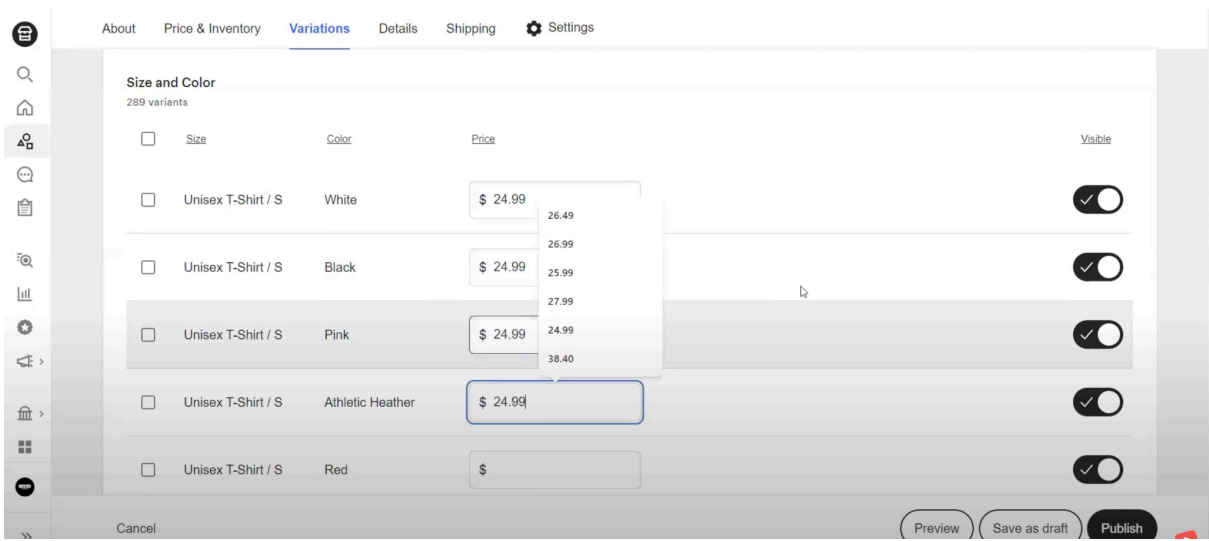 About Price & Inventory Variations Details Shipping Settings
Size and Color
289 variants
Size Color Price Visible
Unisex T-Shirt / S White $ 24.99
26.49
26.99
Unisex T-Shirt / S Black $ 24.99
25.99
27.99
Unisex T-Shirt / S Pink $ 24.99
24.99
38.40
Unisex T-Shirt / S Athletic Heather $ 24.99
Unisex T-Shirt / S Red $
Cancel Preview Save as draft Publish